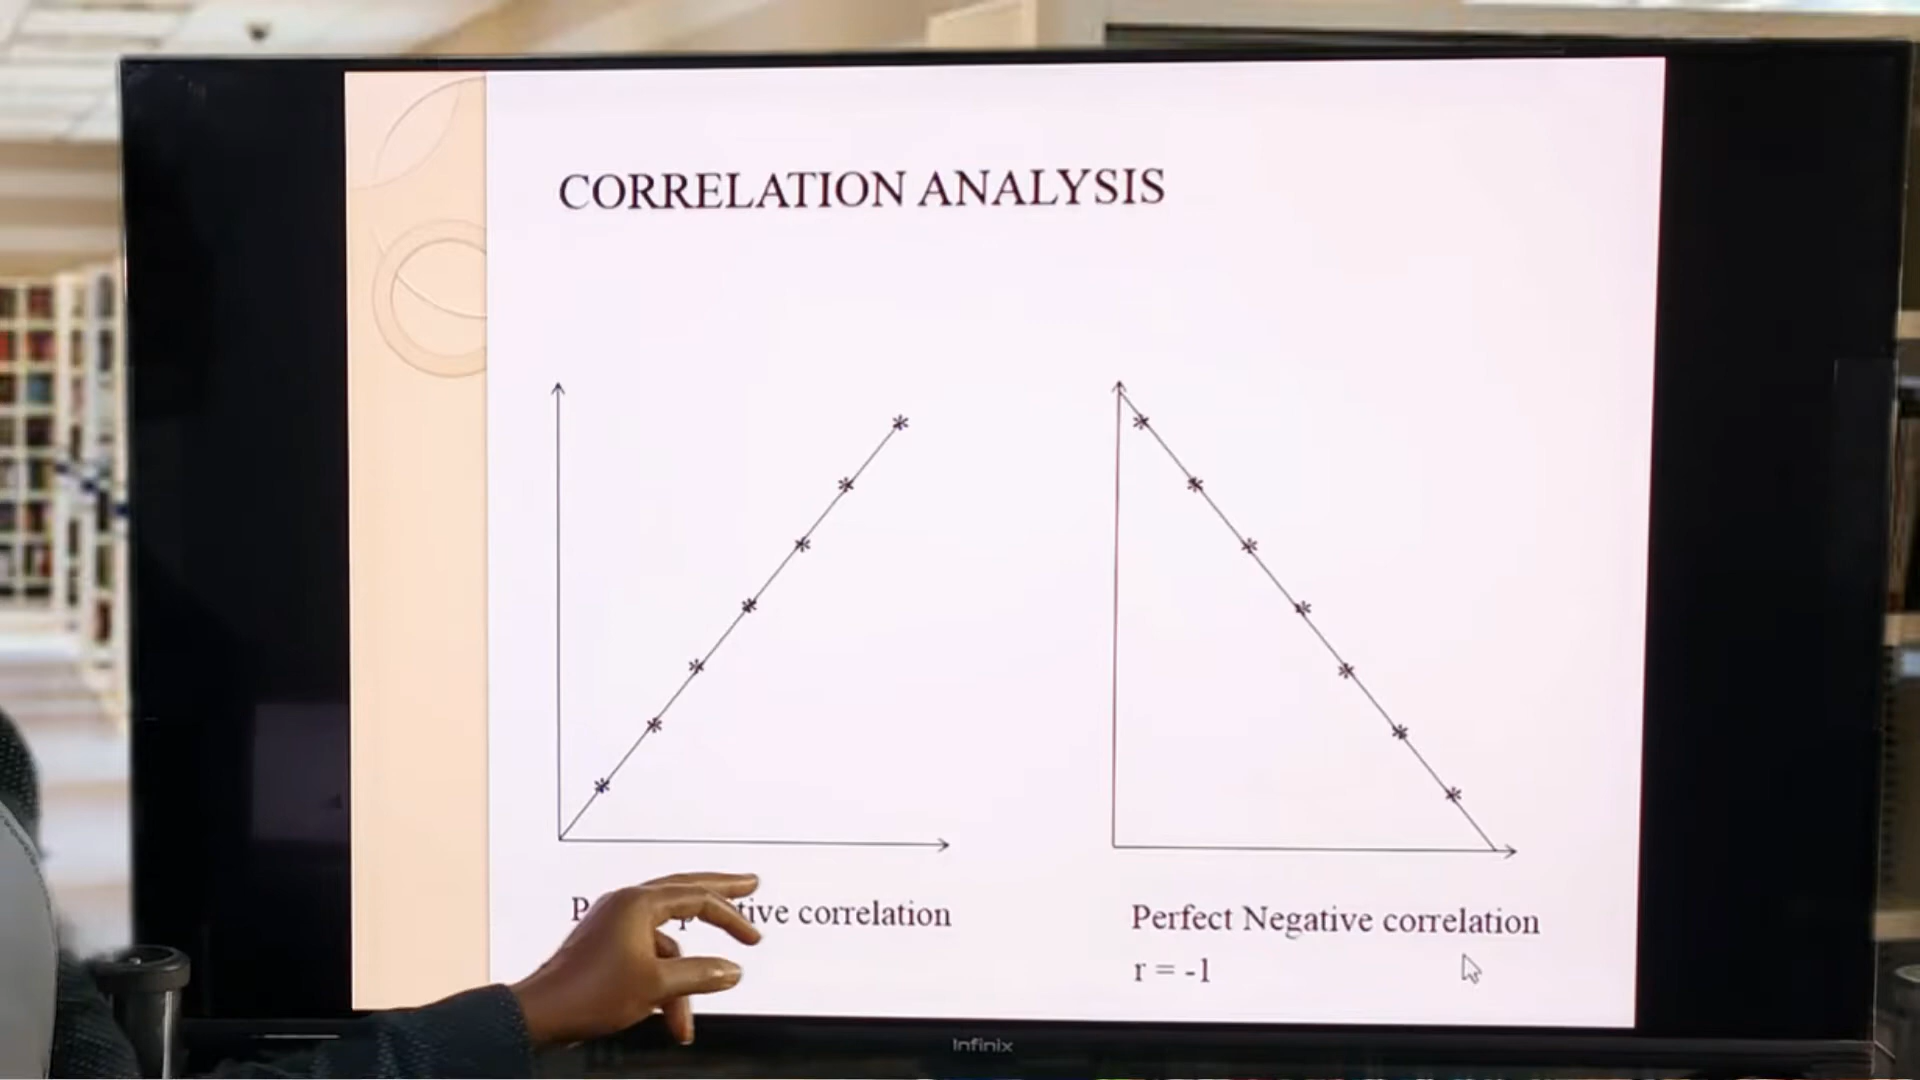 CORRELATION ANALYSIS
tive correlation
Perfect Negative correlation
r = -1
Infinix